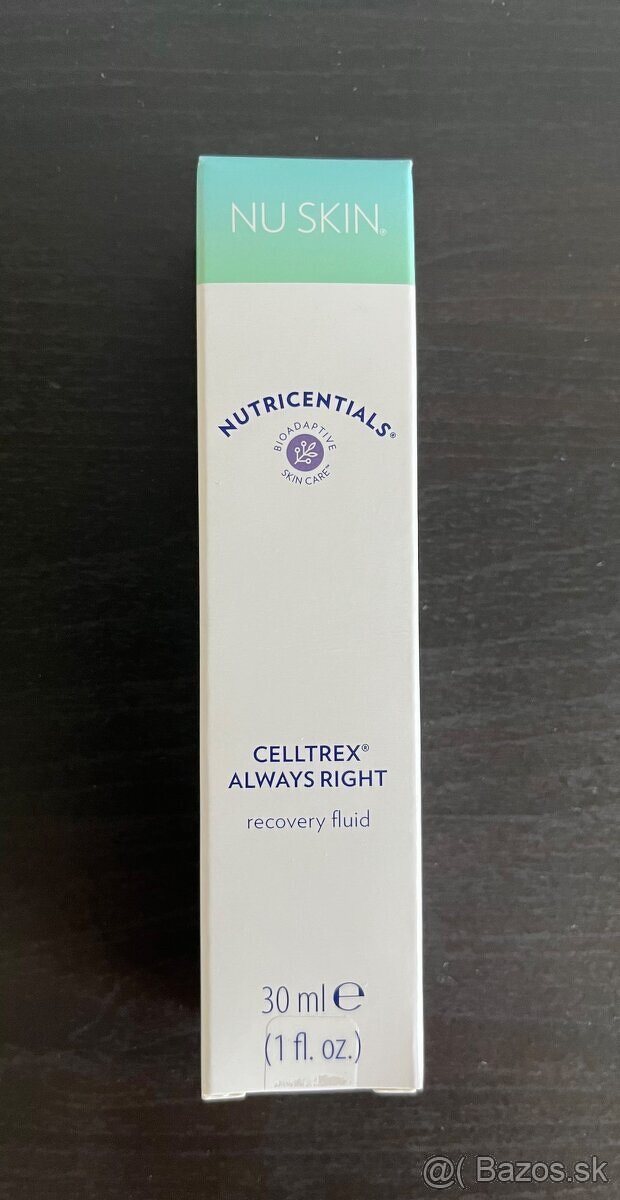 NU SKIN®
NUTRICENTIALS®
BIOADAPTIVE
SKIN CARE™
CELLTREX®
ALWAYS RIGHT
recovery fluid
30 ml ℮
(1 fl. oz.)
@( Bazos.sk